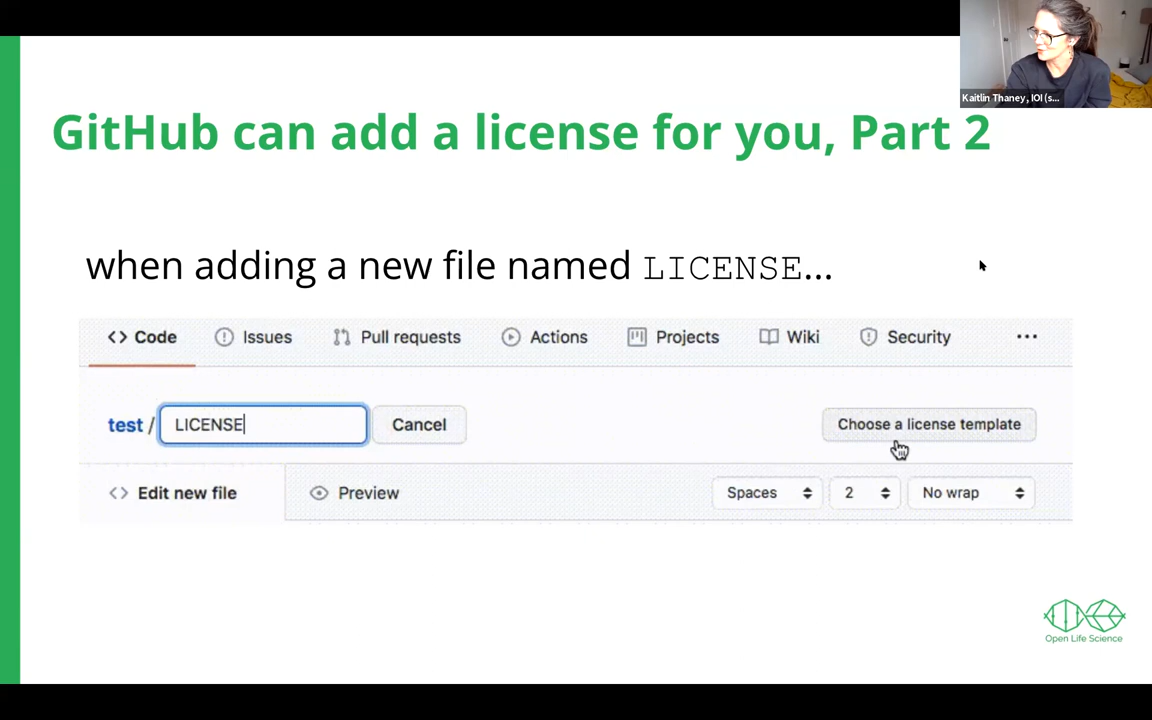 Kaitlin Thaney, IOI (s...
GitHub can add a license for you, Part 2
when adding a new file named LICENSE...
<> Code Issues Pull requests Actions Projects Wiki Security ...
test / LICENSE Cancel Choose a license template
<> Edit new file Preview Spaces 2 No wrap
Open Life Science